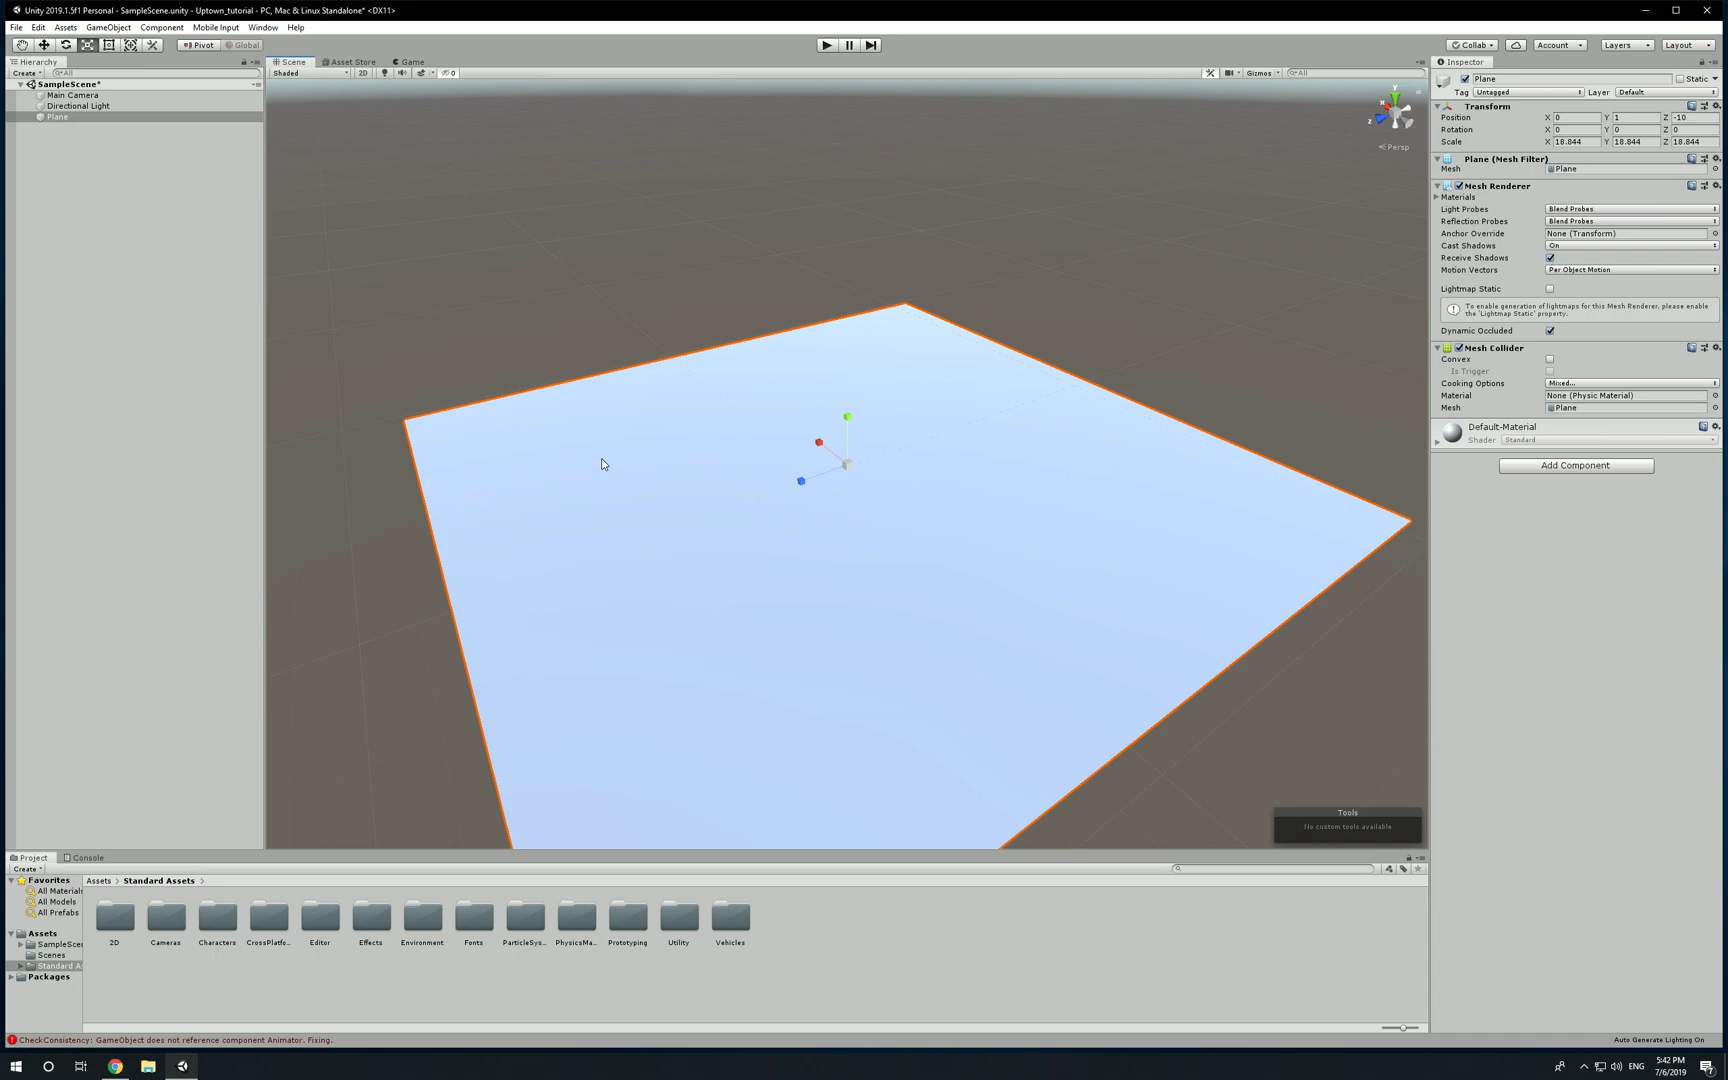 Unity 2019.1.5f1 Personal - SampleScene.unity - Uptown_tutorial - PC, Mac & Linux Standalone* <DX11>
File Edit Assets GameObject Component Mobile Input Window Help
Pivot Global Collab Account Layers Layout
Hierarchy
Create All
SampleScene*
Main Camera
Directional Light
Plane
Scene Asset Store Game
Shaded 2D 0 Gizmos All
y
x
z
Persp
Tools
No custom tools available
Inspector
Plane Static
Tag Untagged Layer Default
Transform
Position X 0 Y 1 Z -10
Rotation X 0 Y 0 Z 0
Scale X 18.844 Y 18.844 Z 18.844
Plane (Mesh Filter)
Mesh Plane
Mesh Renderer
Materials
Light Probes Blend Probes
Reflection Probes Blend Probes
Anchor Override None (Transform)
Cast Shadows On
Receive Shadows
Motion Vectors Per Object Motion
Lightmap Static
To enable generation of lightmaps for this Mesh Renderer, please enable
the 'Lightmap Static' property.
Dynamic Occluded
Mesh Collider
Convex
Is Trigger
Cooking Options Mixed...
Material None (Physic Material)
Mesh Plane
Default-Material
Shader Standard
Add Component
Project Console
Create
Favorites
All Materials
All Models
All Prefabs
Assets
SampleScen
Scenes
Standard A
Packages
Assets > Standard Assets >
2D Cameras Characters CrossPlatfo... Editor Effects Environment Fonts ParticleSys... PhysicsMa... Prototyping Utility Vehicles
CheckConsistency: GameObject does not reference component Animator. Fixing.
Auto Generate Lighting On
ENG
5:42 PM
7/6/2019
7